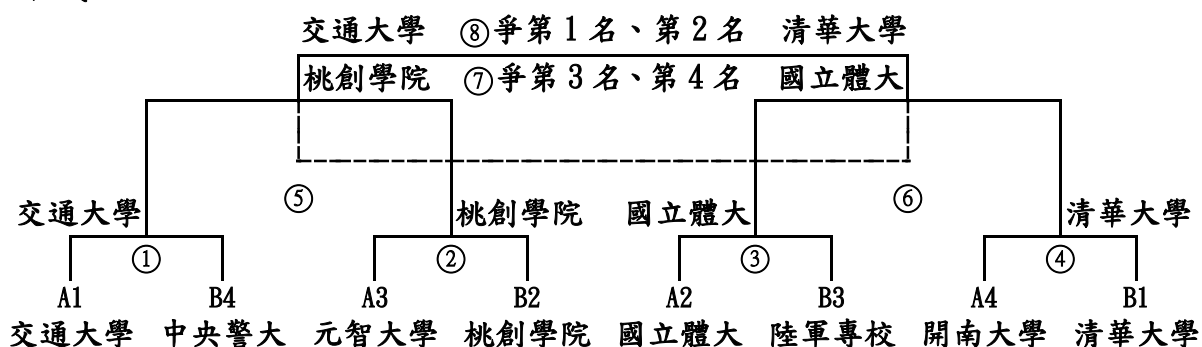 交通大學 ⑧爭第1名、第2名 清華大學
桃創學院 ⑦爭第3名、第4名 國立體大
⑤ ⑥
交通大學 桃創學院 國立體大 清華大學
① ② ③ ④
A1 B4 A3 B2 A2 B3 A4 B1
交通大學 中央警大 元智大學 桃創學院 國立體大 陸軍專校 開南大學 清華大學